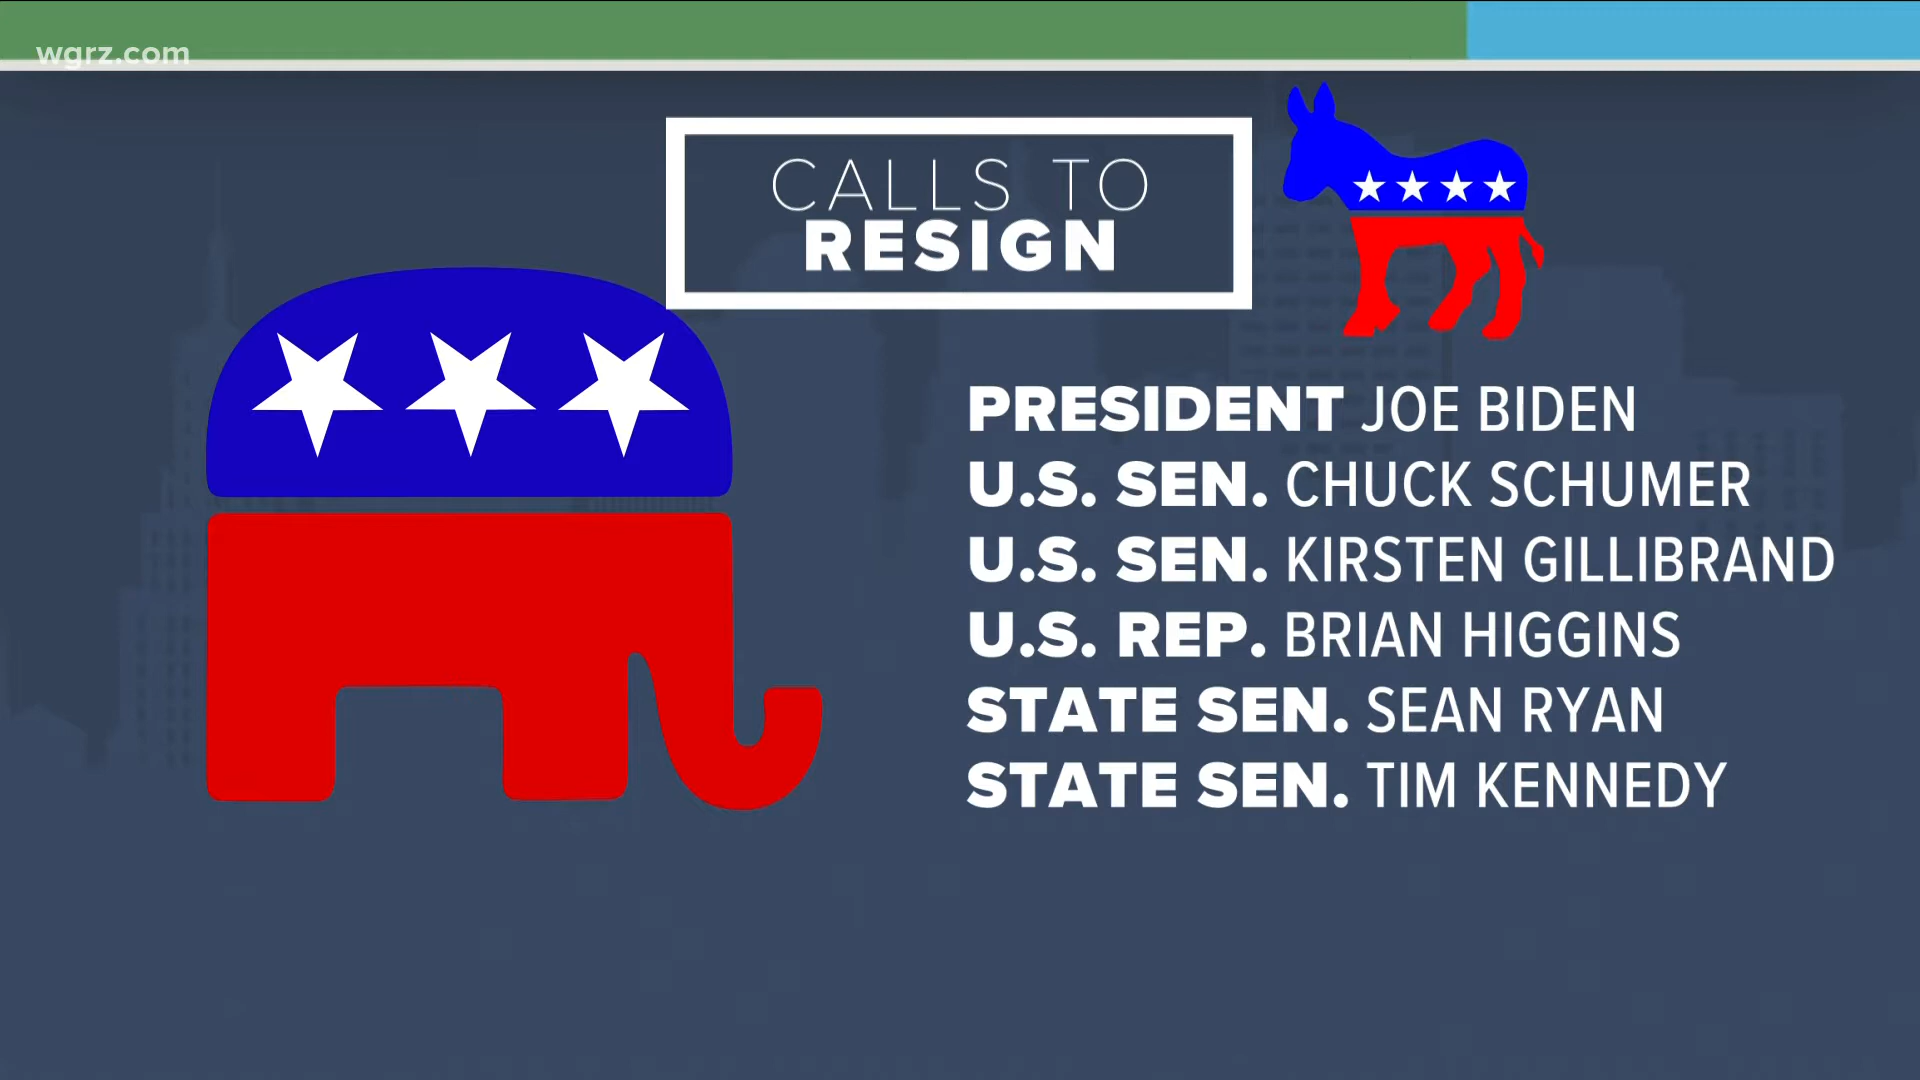 wgrz.com
CALLS TO
RESIGN
PRESIDENT JOE BIDEN
U.S. SEN. CHUCK SCHUMER
U.S. SEN. KIRSTEN GILLIBRAND
U.S. REP. BRIAN HIGGINS
STATE SEN. SEAN RYAN
STATE SEN. TIM KENNEDY